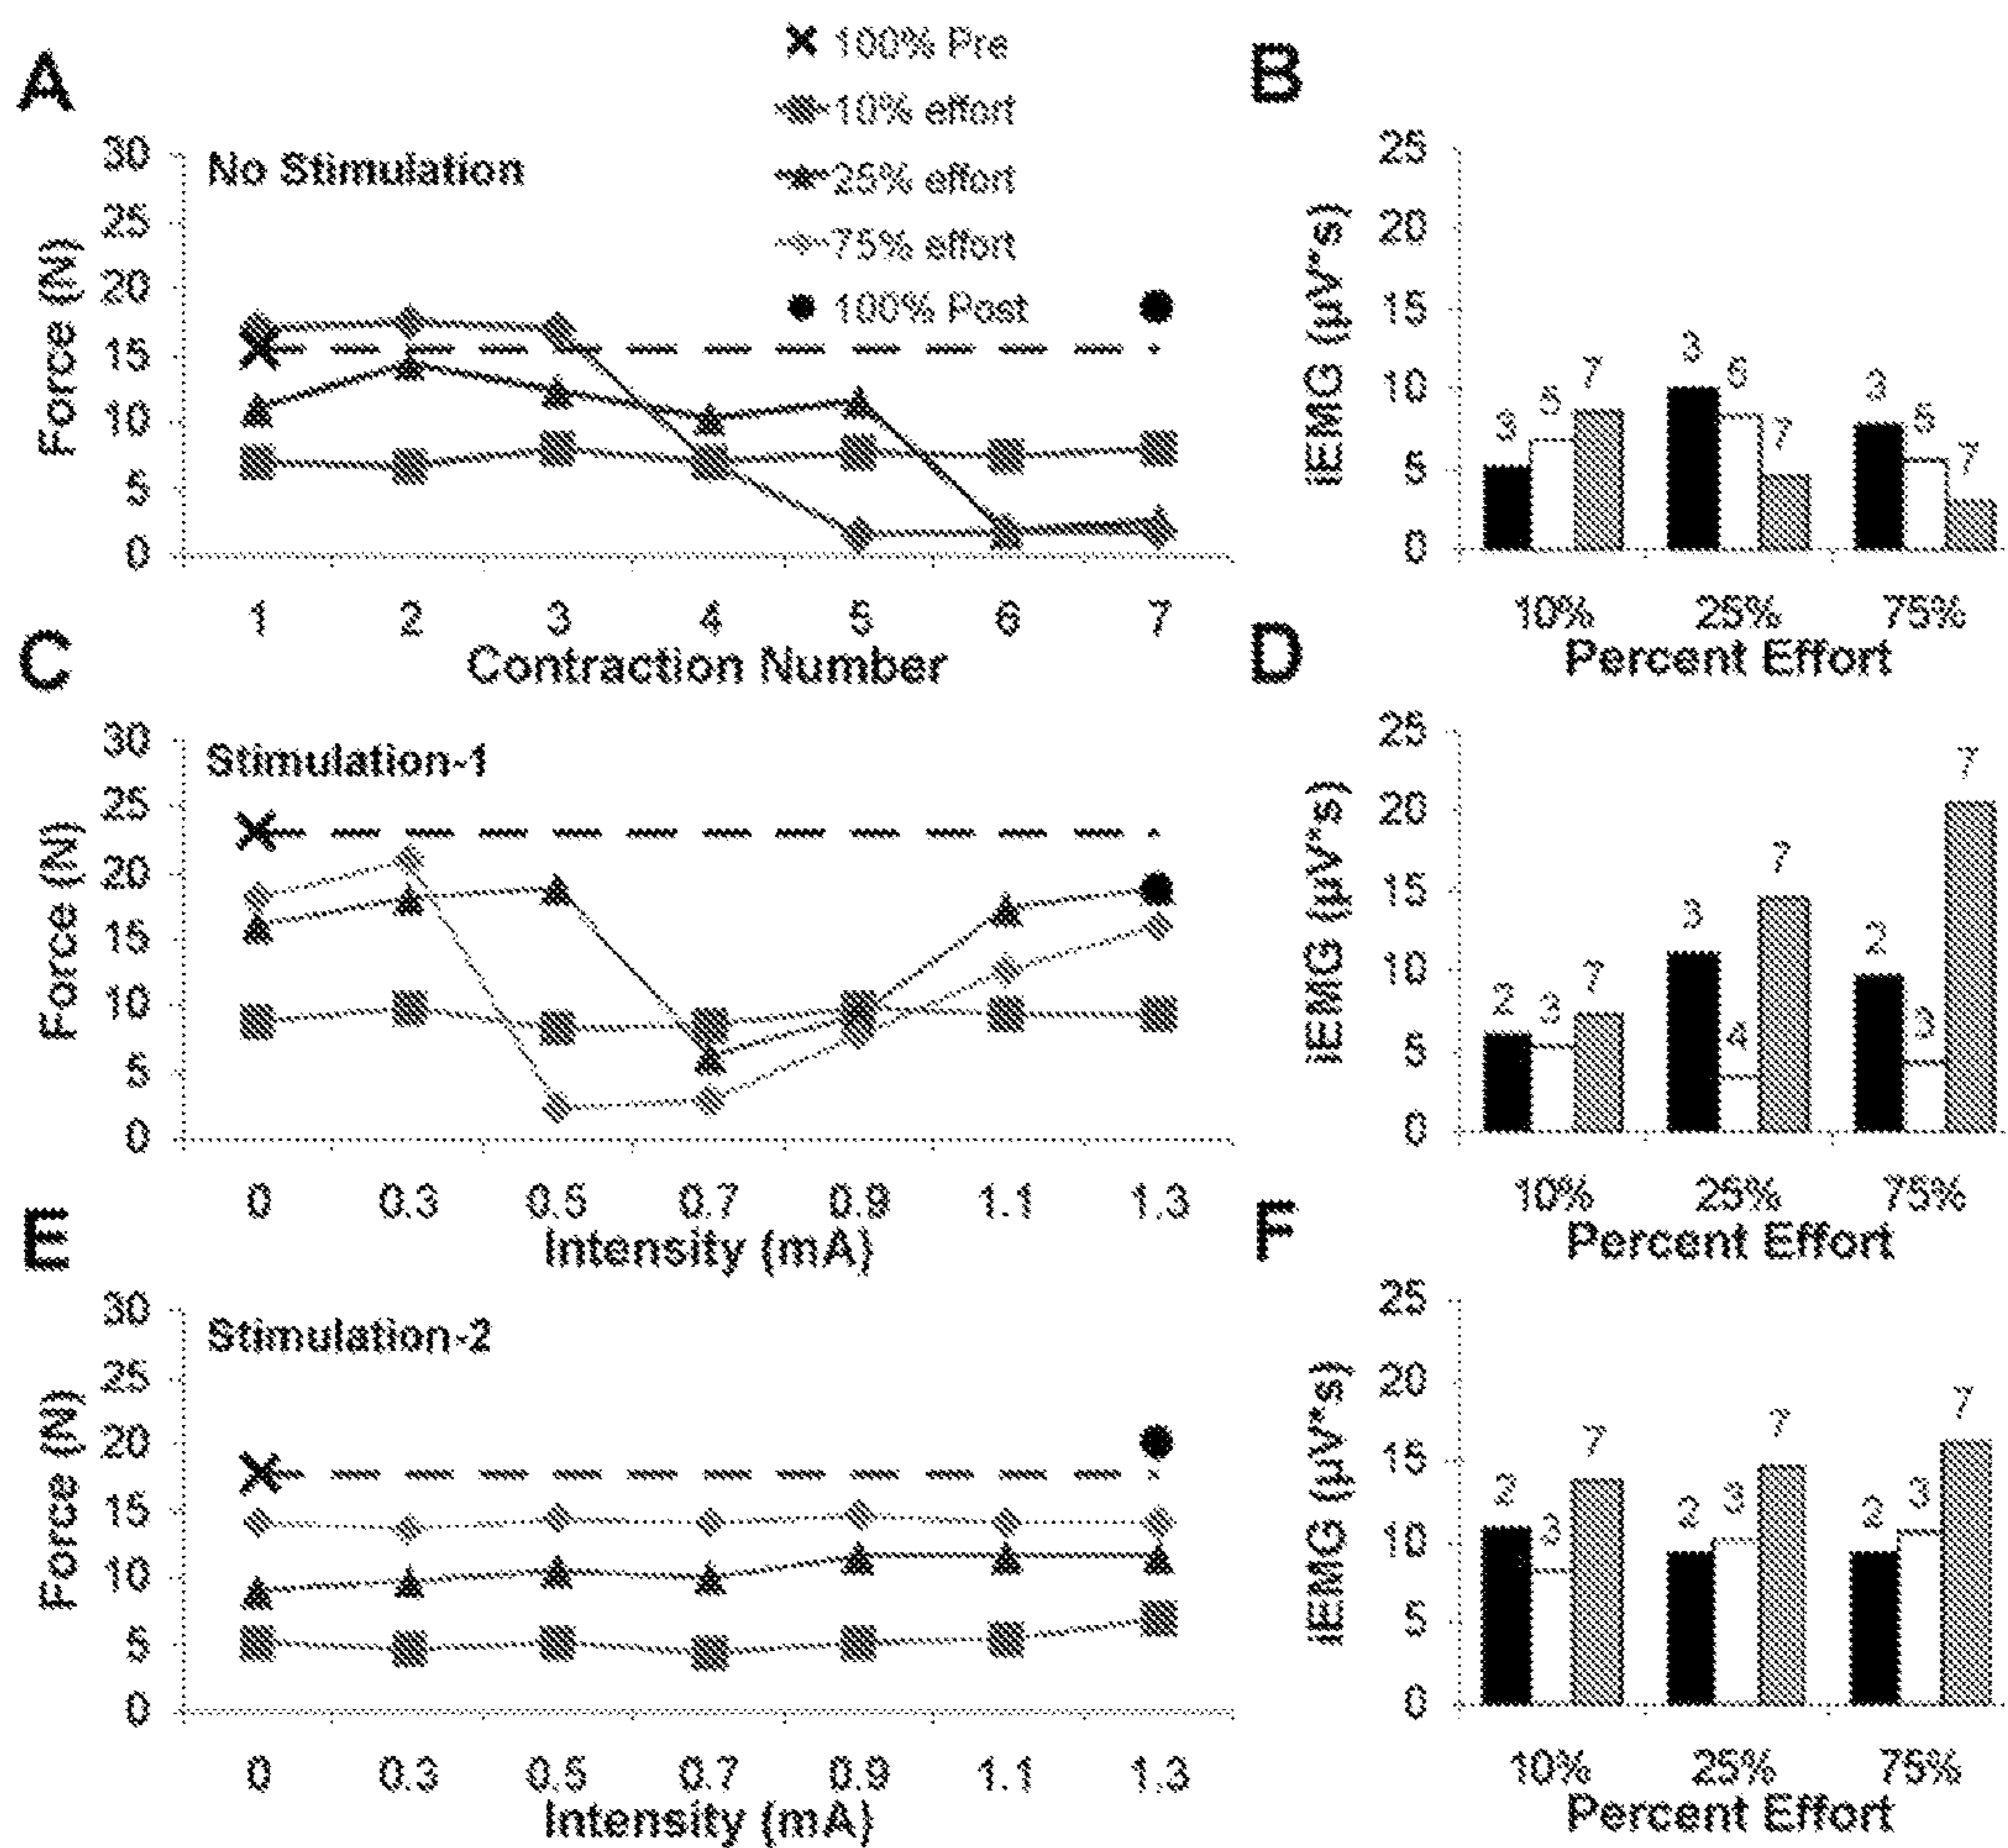 A
× 100% Pre
10% effort
25% effort
75% effort
● 100% Post
No Stimulation
Force (N)
30
25
20
15
10
5
0
1 2 3 4 5 6 7
Contraction Number
B
iEMG (µV*s)
25
20
15
10
5
0
3 5 7
3 5 7
3 5 7
10% 25% 75%
Percent Effort
C
Stimulation-1
Force (N)
30
25
20
15
10
5
0
0 0.3 0.5 0.7 0.9 1.1 1.3
Intensity (mA)
D
iEMG (µV*s)
25
20
15
10
5
0
2 3 7
3 4 7
2 3 7
10% 25% 75%
Percent Effort
E
Stimulation-2
Force (N)
30
25
20
15
10
5
0
0 0.3 0.5 0.7 0.9 1.1 1.3
Intensity (mA)
F
iEMG (µV*s)
25
20
15
10
5
0
2 3 7
2 3 7
2 3 7
10% 25% 75%
Percent Effort